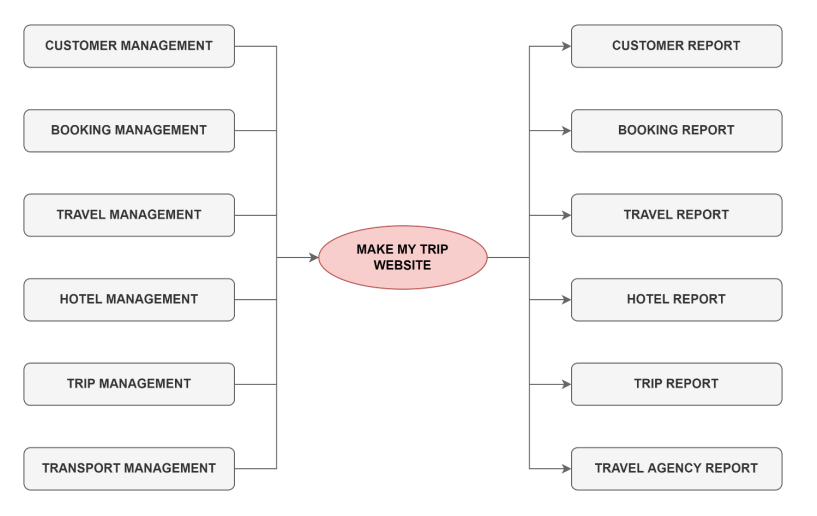 CUSTOMER MANAGEMENT
BOOKING MANAGEMENT
TRAVEL MANAGEMENT
HOTEL MANAGEMENT
TRIP MANAGEMENT
TRANSPORT MANAGEMENT
MAKE MY TRIP
WEBSITE
CUSTOMER REPORT
BOOKING REPORT
TRAVEL REPORT
HOTEL REPORT
TRIP REPORT
TRAVEL AGENCY REPORT